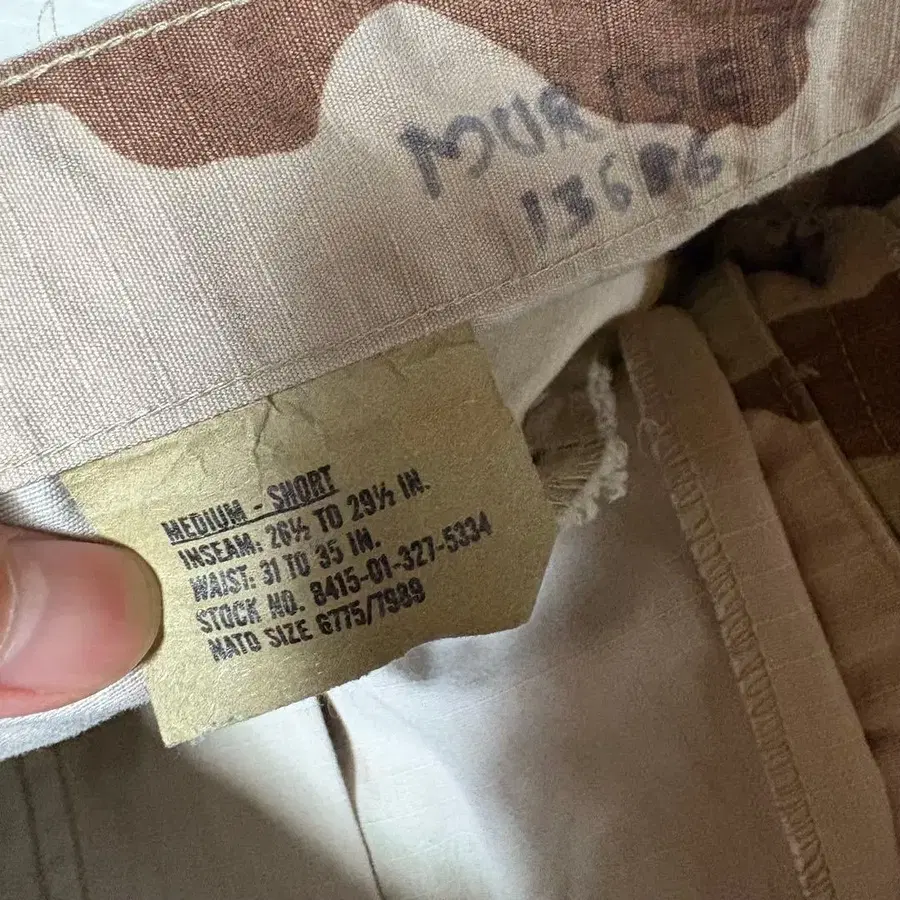 MEDIUM - SHORT
INSEAM: 26½ TO 29½ IN.
WAIST: 31 TO 35 IN.
STOCK NO. 8415-01-327-5334
NATO SIZE 6775/7989